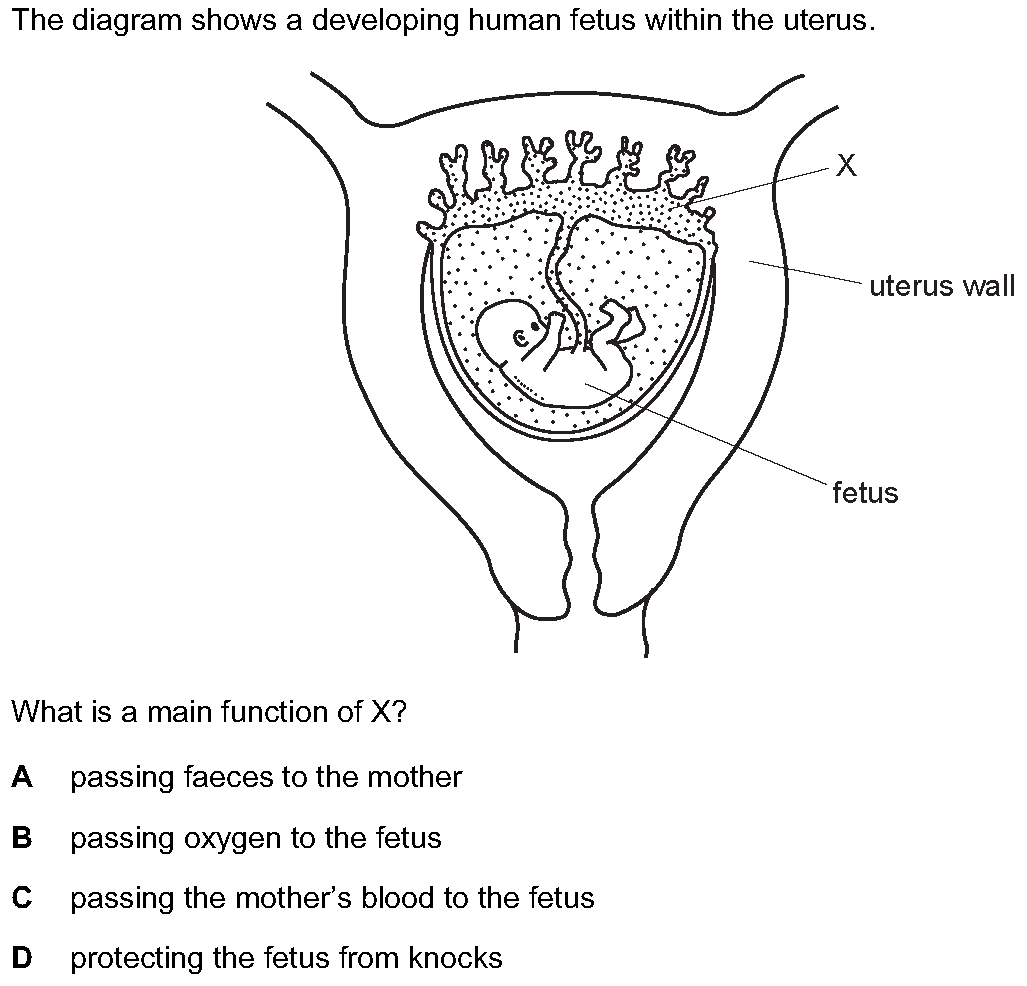 The diagram shows a developing human fetus within the uterus.
X
uterus wall
fetus
What is a main function of X?
A passing faeces to the mother
B passing oxygen to the fetus
C passing the mother's blood to the fetus
D protecting the fetus from knocks